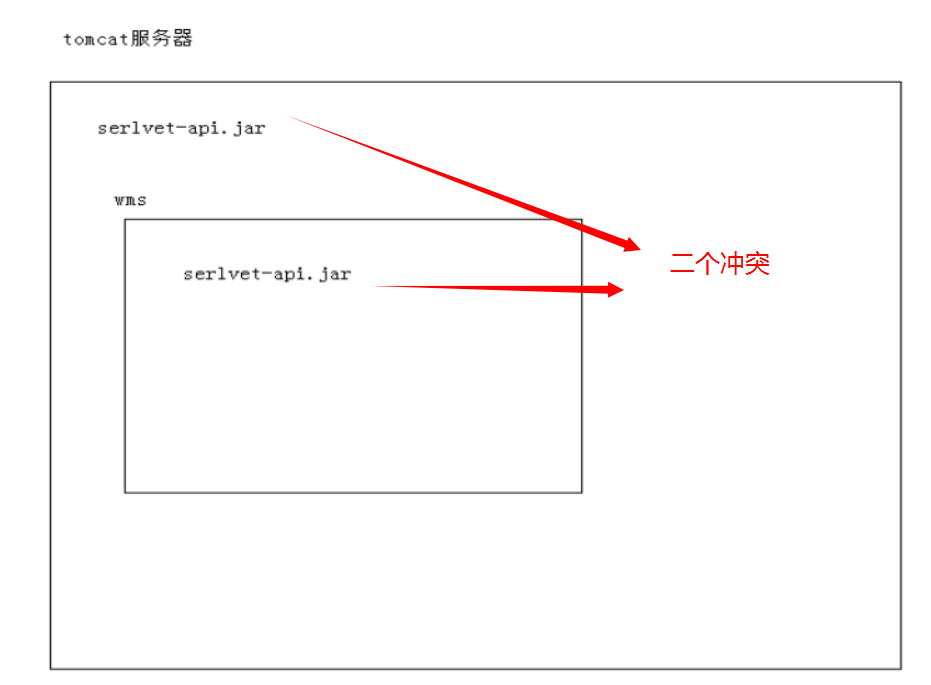 tomcat服务器
serlvet-api.jar
wms
serlvet-api.jar
二个冲突